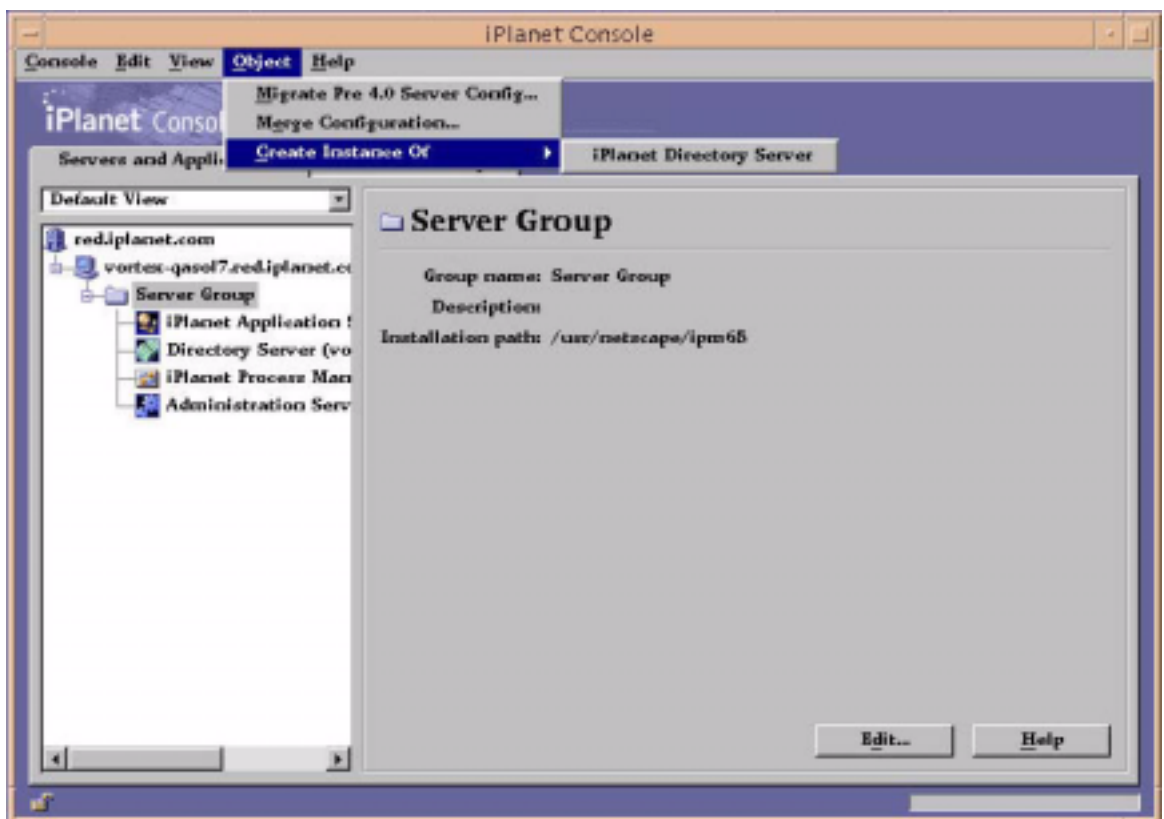 iPlanet Console
Console Edit View Object Help
Migrate Pre 4.0 Server Config...
Merge Configuration...
Create Instance Of
iPlanet Directory Server
iPlanet Consol
Servers and Appli
Default View
Server Group
red.iplanet.com
vortex-qasol7.red.iplanet.co
Server Group
iPlanet Application S
Directory Server (vo
iPlanet Process Man
Administration Serv
Group name: Server Group
Description:
Installation path: /usr/netscape/ipm65
Edit...
Help